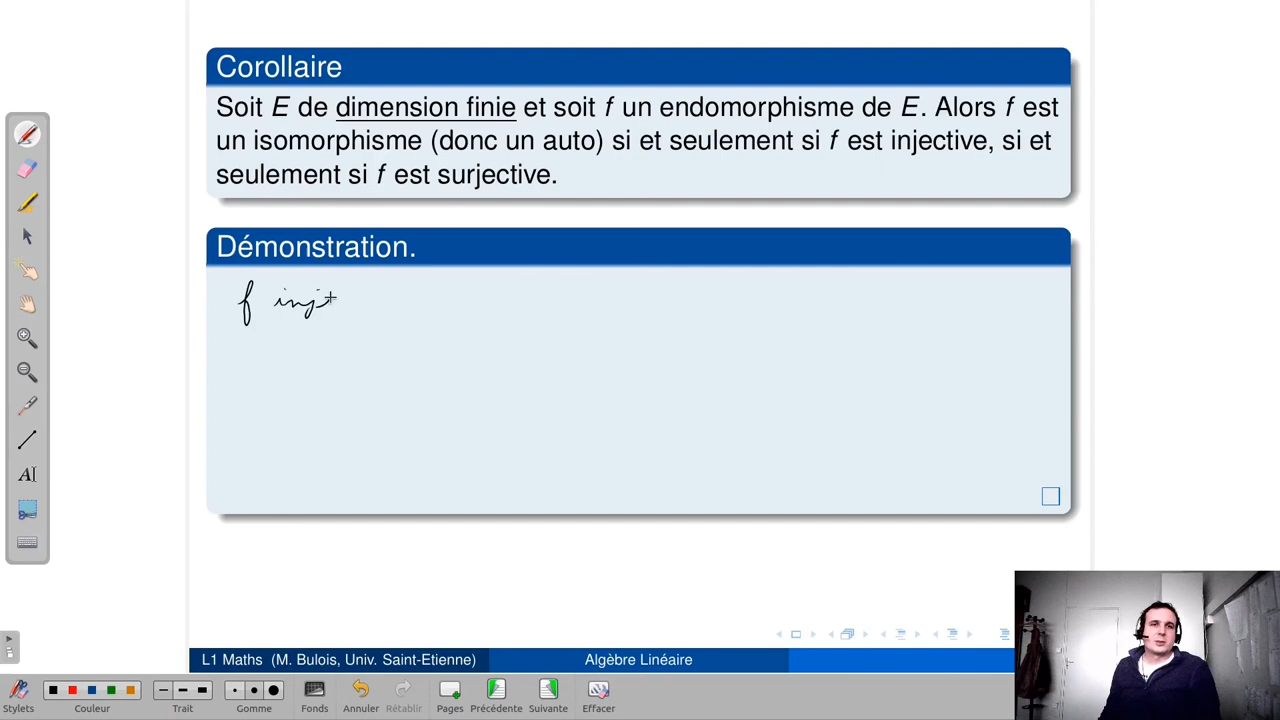 Corollaire
Soit E de dimension finie et soit f un endomorphisme de E. Alors f est
un isomorphisme (donc un auto) si et seulement si f est injective, si et
seulement si f est surjective.
Démonstration.
f inj
L1 Maths (M. Bulois, Univ. Saint-Etienne)
Algèbre Linéaire
Stylets
Couleur
Trait
Gomme
Fonds
Annuler
Rétablir
Pages
Précédente
Suivante
Effacer